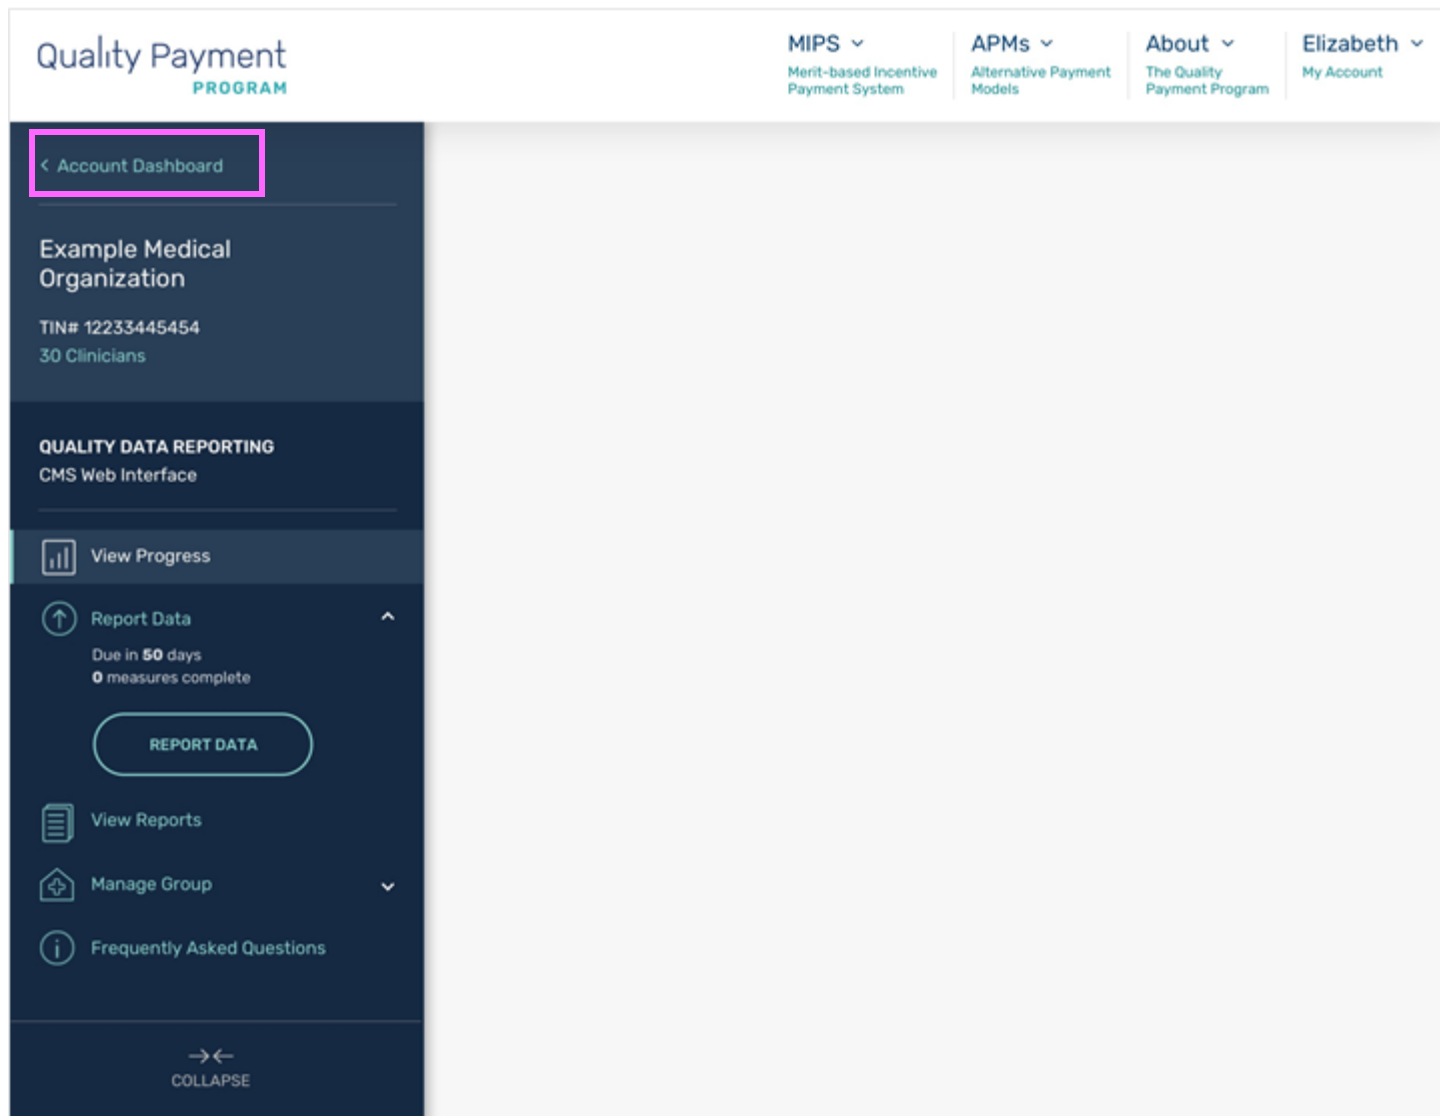 Quality Payment
PROGRAM
MIPS
Merit-based Incentive
Payment System
APMs
Alternative Payment
Models
About
The Quality
Payment Program
Elizabeth
My Account
< Account Dashboard
Example Medical
Organization
TIN# 12233445454
30 Clinicians
QUALITY DATA REPORTING
CMS Web Interface
View Progress
Report Data
Due in 50 days
0 measures complete
REPORT DATA
View Reports
Manage Group
Frequently Asked Questions
COLLAPSE